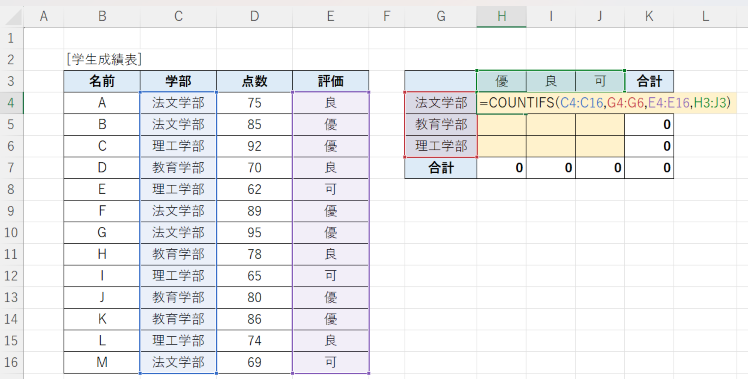 A B C D E F G H I J K L
1
2 [学生成績表]
3 名前 学部 点数 評価 優 良 可 合計
4 A 法文学部 75 良 法文学部 =COUNTIFS(C4:C16,G4:G6,E4:E16,H3:J3)
5 B 法文学部 85 優 教育学部 0
6 C 理工学部 92 優 理工学部 0
7 D 教育学部 70 良 合計 0 0 0 0
8 E 理工学部 62 可
9 F 法文学部 89 優
10 G 法文学部 95 優
11 H 教育学部 78 良
12 I 理工学部 65 可
13 J 教育学部 80 優
14 K 教育学部 86 優
15 L 理工学部 74 良
16 M 法文学部 69 可